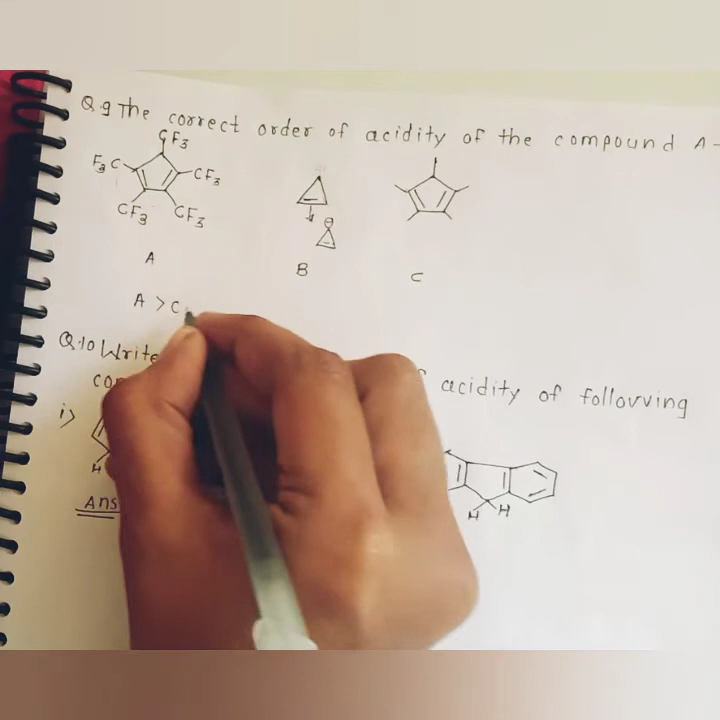 Q.9 The correct order of acidity of the compound A-
CF3
F3C CF3
CF3 CF3
⊖
A B C
A > C
Q.10 Write
acidity of following
i)
H H H
Ans